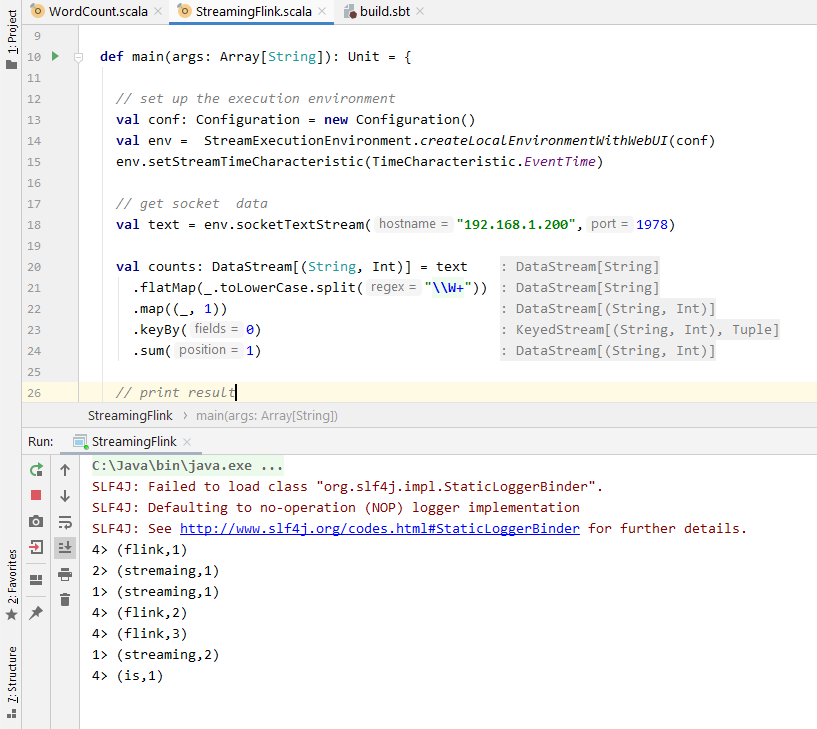 WordCount.scala StreamingFlink.scala build.sbt
1: Project
9
10 def main(args: Array[String]): Unit = {
11
12 // set up the execution environment
13 val conf: Configuration = new Configuration()
14 val env =  StreamExecutionEnvironment.createLocalEnvironmentWithWebUI(conf)
15 env.setStreamTimeCharacteristic(TimeCharacteristic.EventTime)
16
17 // get socket  data
18 val text = env.socketTextStream( hostname = "192.168.1.200", port = 1978)
19
20 val counts: DataStream[(String, Int)] = text : DataStream[String]
21 .flatMap(_.toLowerCase.split( regex = "\\W+")) : DataStream[String]
22 .map((_, 1)) : DataStream[(String, Int)]
23 .keyBy( fields = 0) : KeyedStream[(String, Int), Tuple]
24 .sum( position = 1) : DataStream[(String, Int)]
25
26 // print result
StreamingFlink › main(args: Array[String])
Run: StreamingFlink
C:\Java\bin\java.exe ...
SLF4J: Failed to load class "org.slf4j.impl.StaticLoggerBinder".
SLF4J: Defaulting to no-operation (NOP) logger implementation
SLF4J: See http://www.slf4j.org/codes.html#StaticLoggerBinder for further details.
4> (flink,1)
2> (stremaing,1)
1> (streaming,1)
4> (flink,2)
4> (flink,3)
1> (streaming,2)
4> (is,1)
2: Favorites
7: Structure